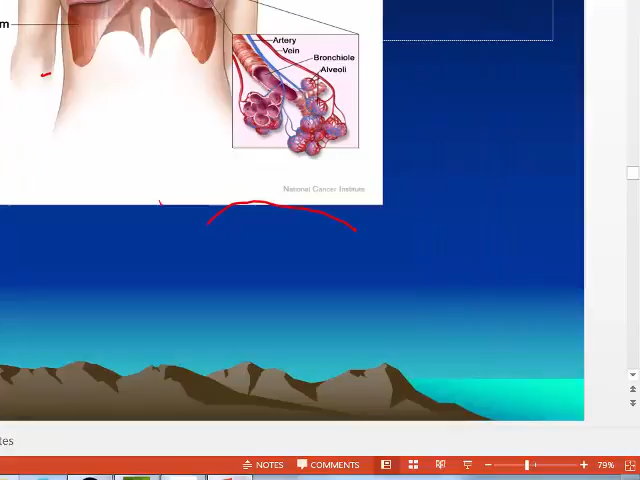 m
Artery
Vein
Bronchiole
Alveoli
National Cancer Institute
tes
NOTES COMMENTS 79%